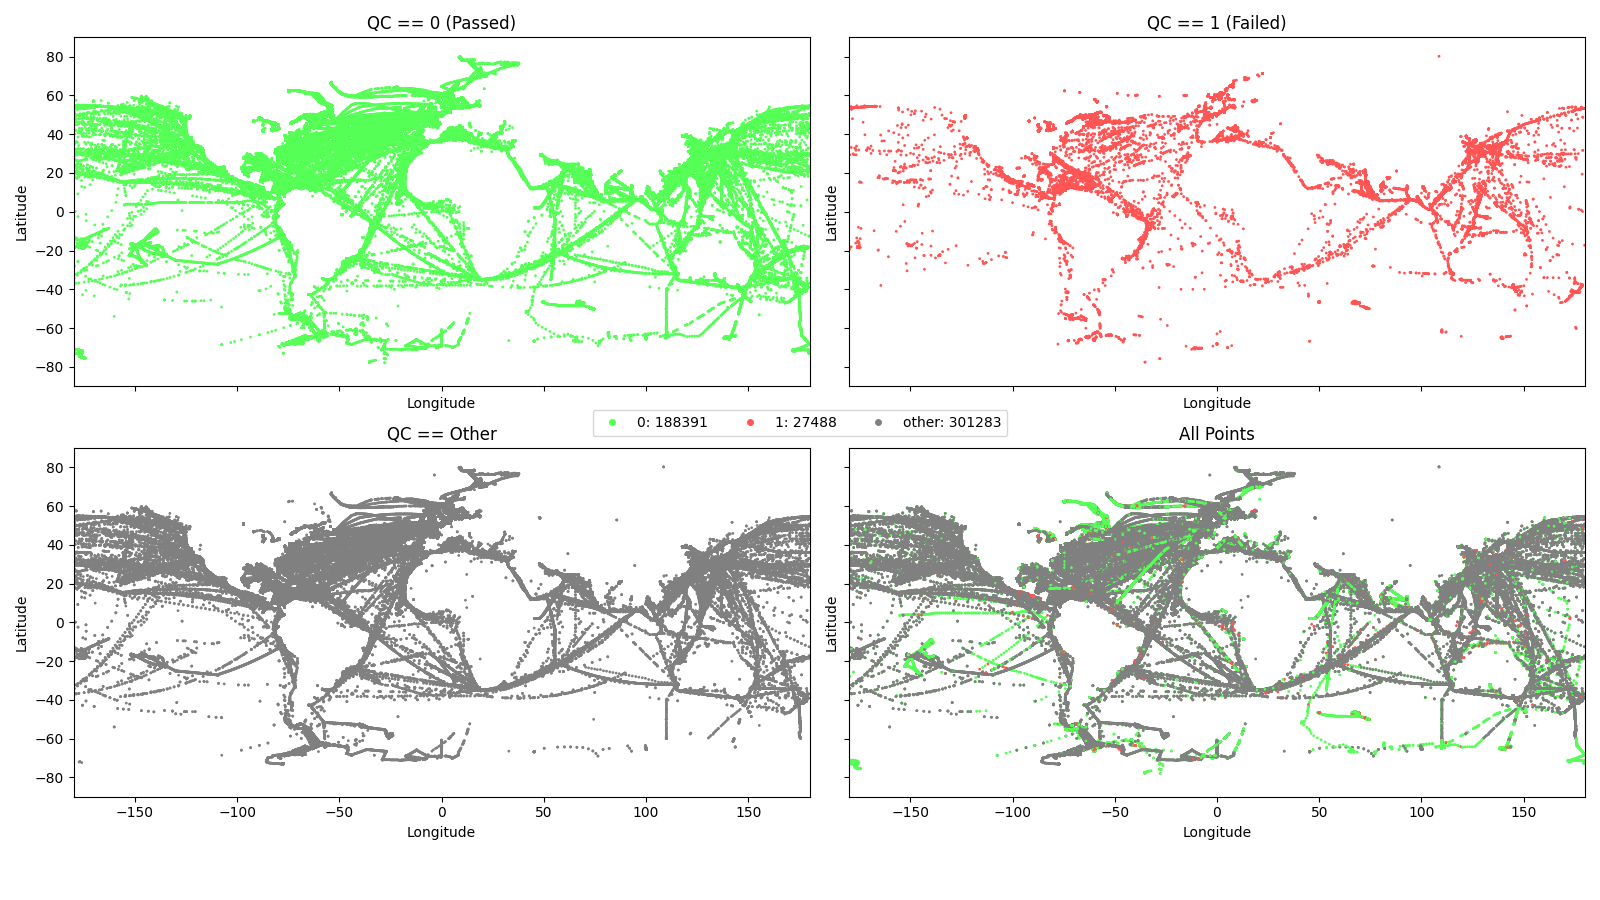 QC == 0 (Passed)
QC == 1 (Failed)
80
60
40
20
0
−20
−40
−60
−80
Latitude
Latitude
Longitude
Longitude
0: 188391
1: 27488
other: 301283
QC == Other
All Points
80
60
40
20
0
−20
−40
−60
−80
Latitude
Latitude
−150
−100
−50
0
50
100
150
−150
−100
−50
0
50
100
150
Longitude
Longitude